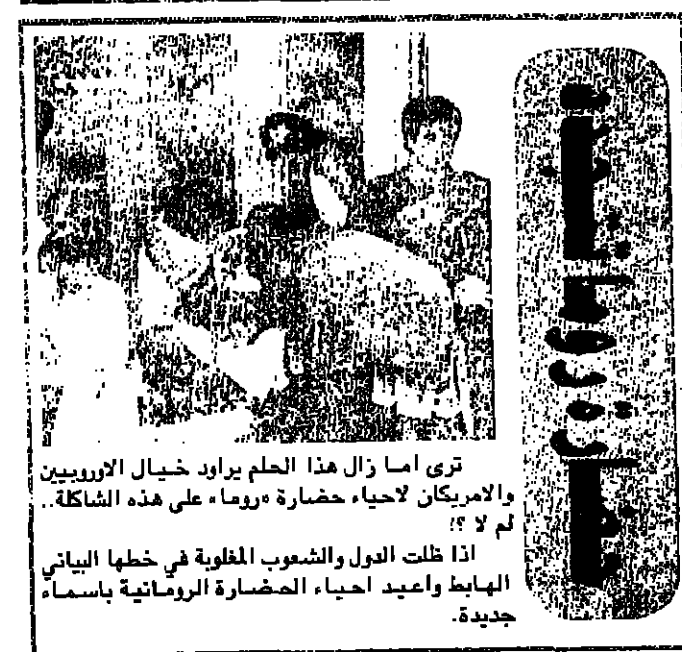 ترى اما زال هذا الحلم يراود خيال الاوروبيين
والامريكان لاحياء حضارة «روما» على هذه الشاكلة..
لم لا ؟!
اذا ظلت الدول والشعوب المغلوبة في خطها البياني
الهابط واعيد احياء الحضارة الرومانية باسماء
جديدة.